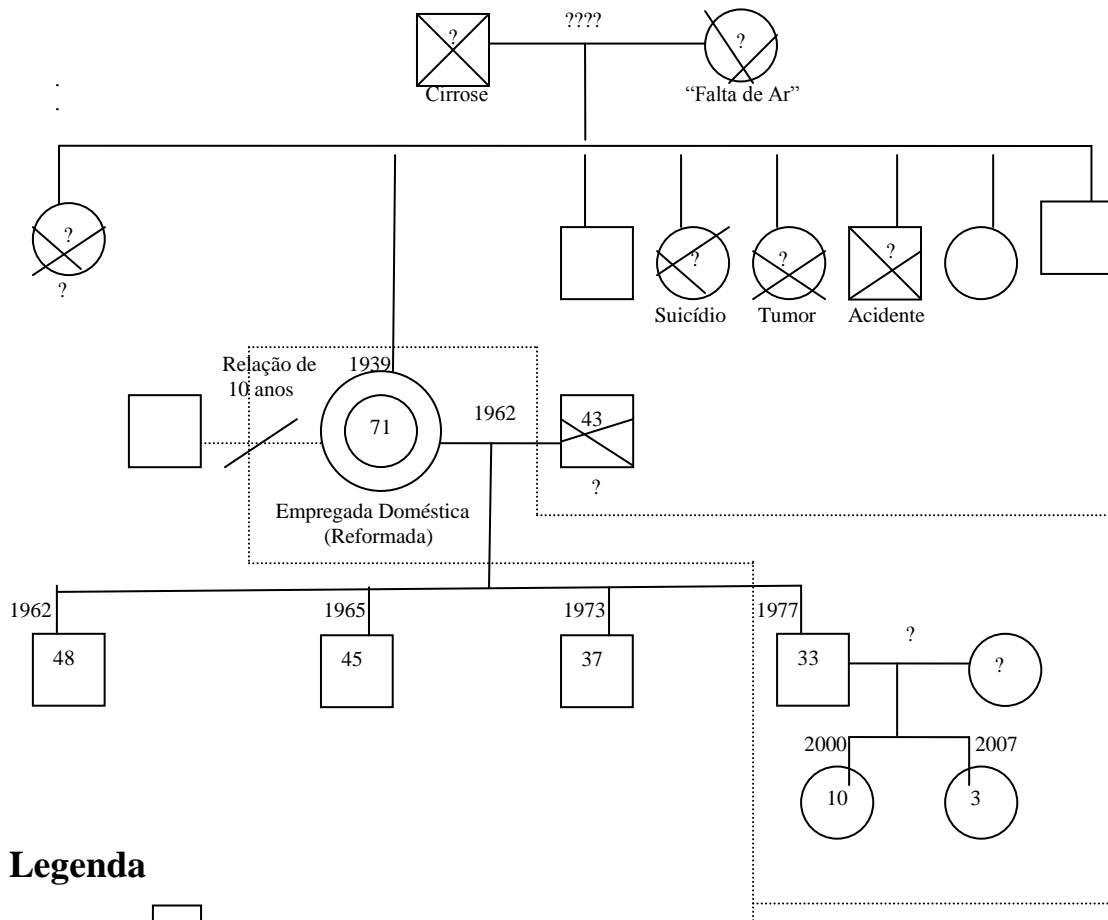 ????
? ?
Cirrose “Falta de Ar”
.
.
? ? ? ?
?
Suicídio Tumor Acidente
Relação de 1939
10 anos
71 1962 43
?
Empregada Doméstica
(Reformada)
1962 1965 1973 1977
48 45 37 33 ? ?
2000 2007
10 3
Legenda